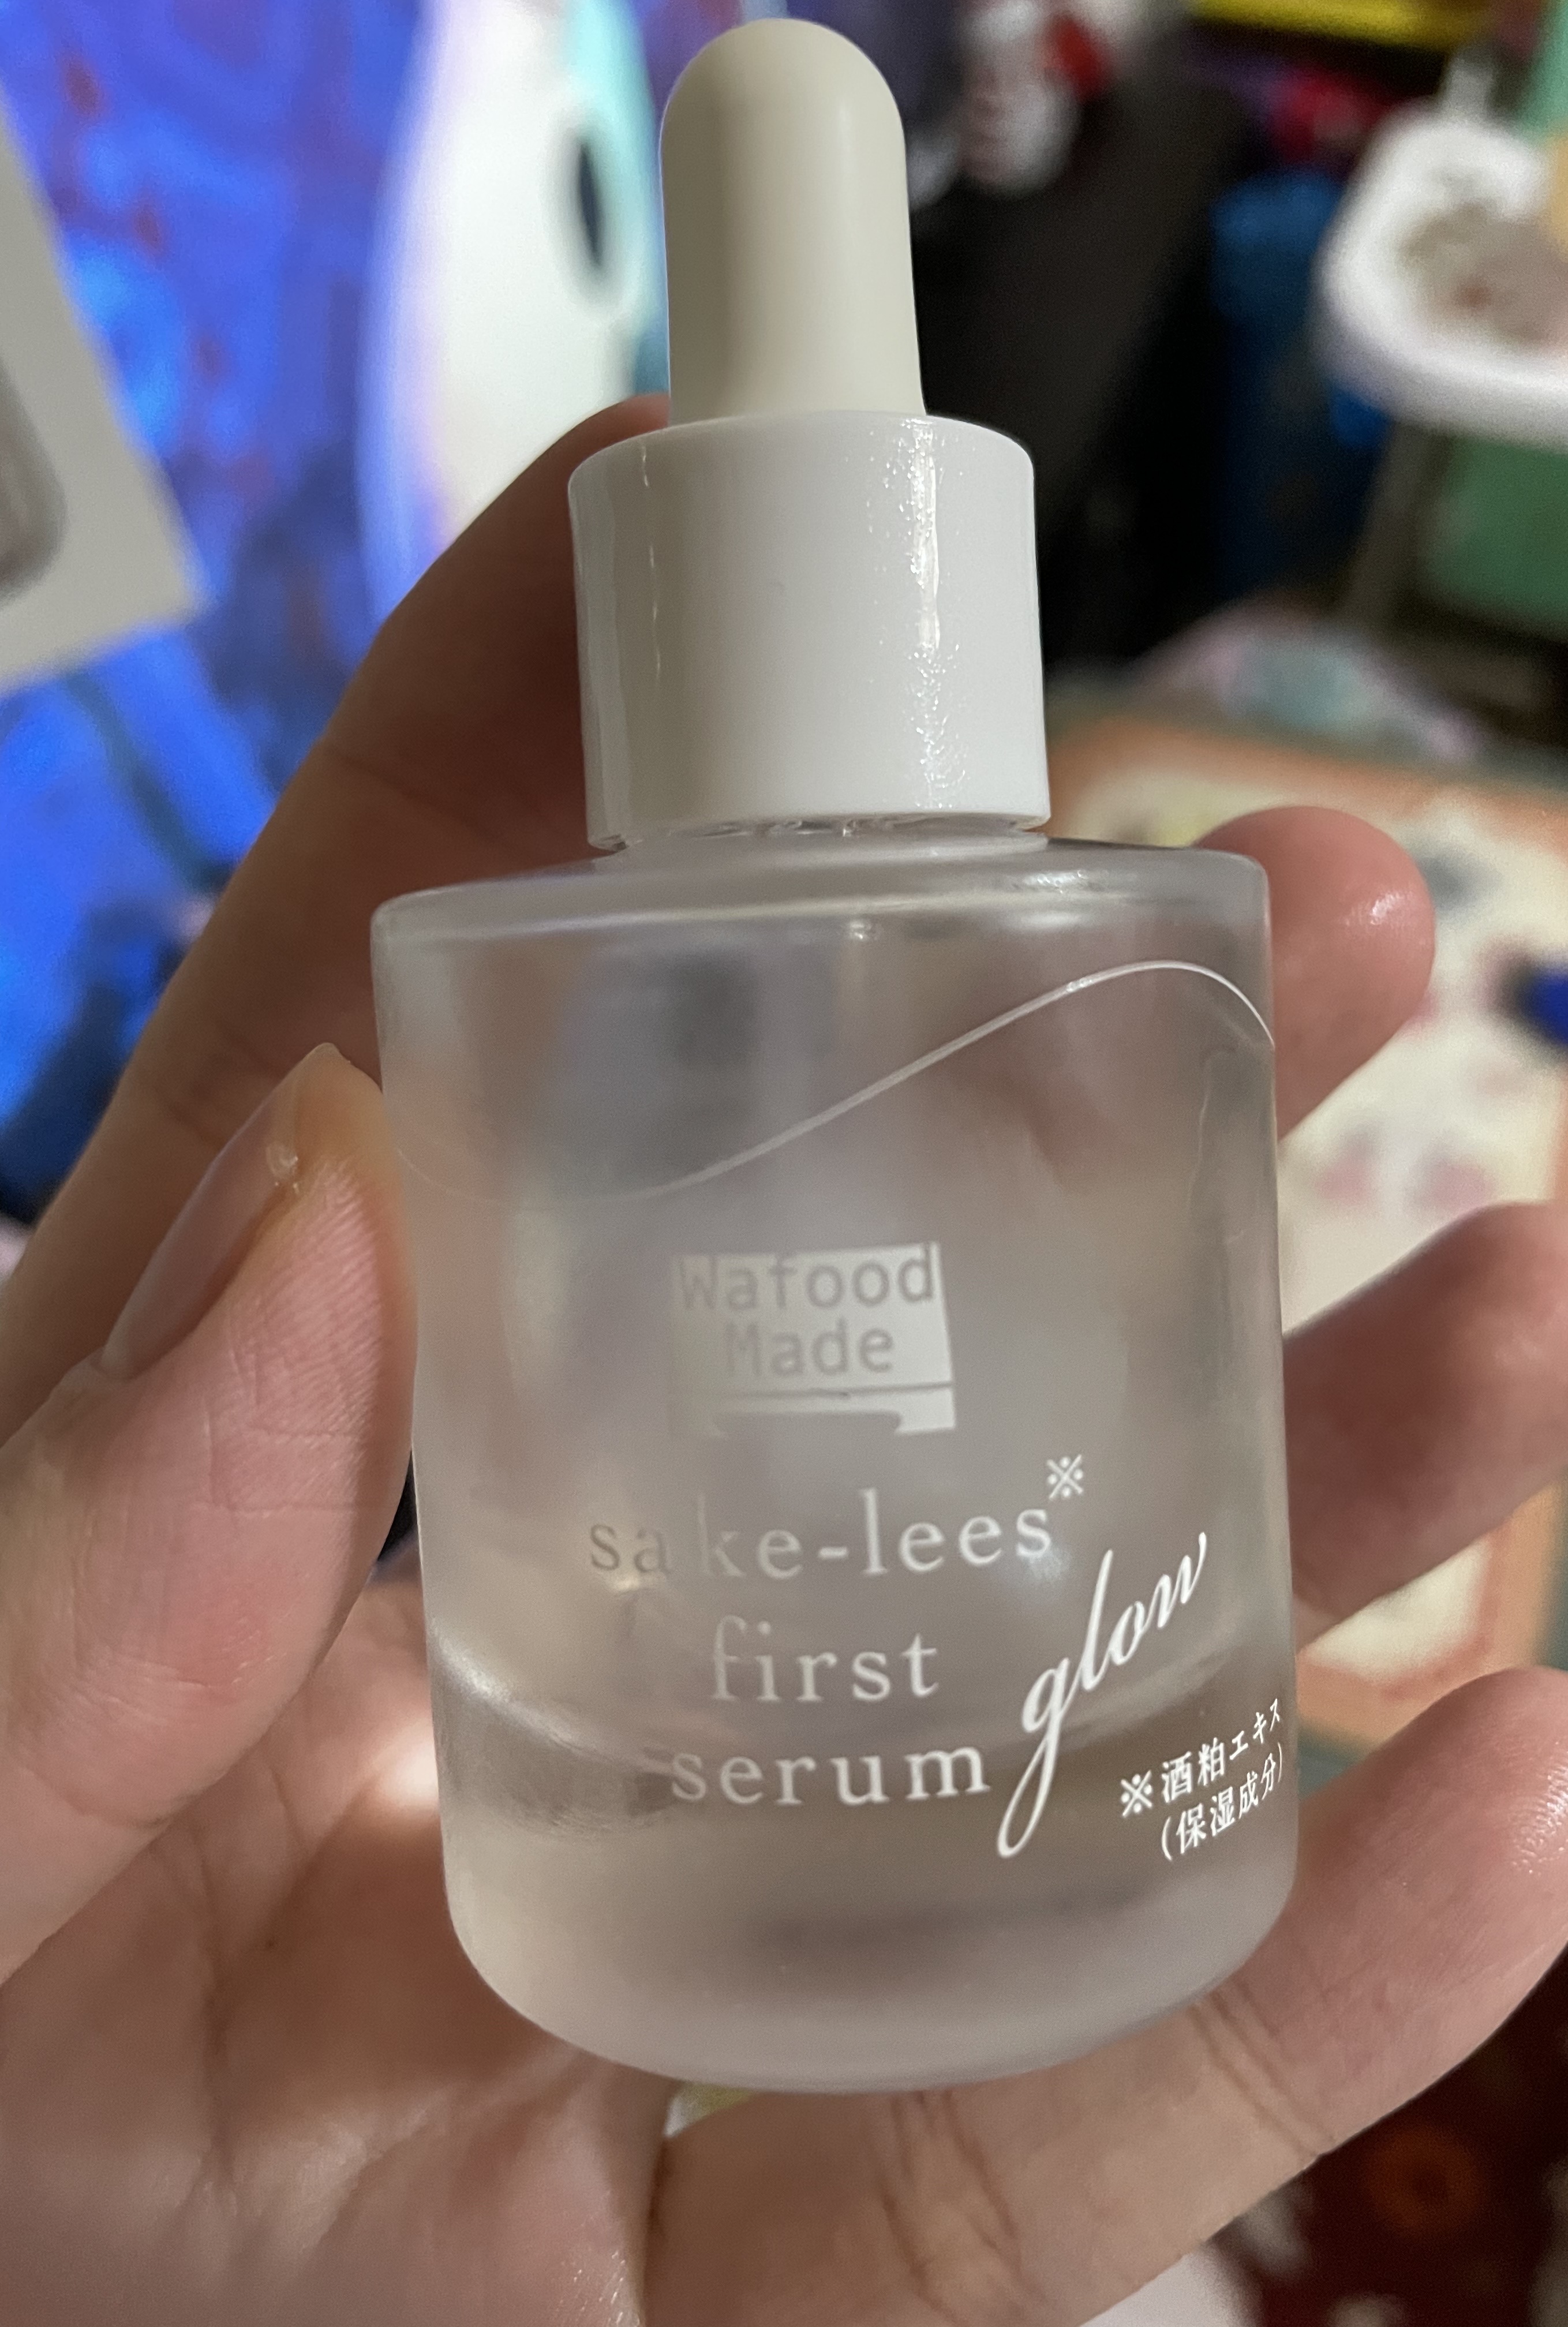 Wafood
Made
sake-lees※
first
serum glow
※酒粕エキス
(保湿成分)